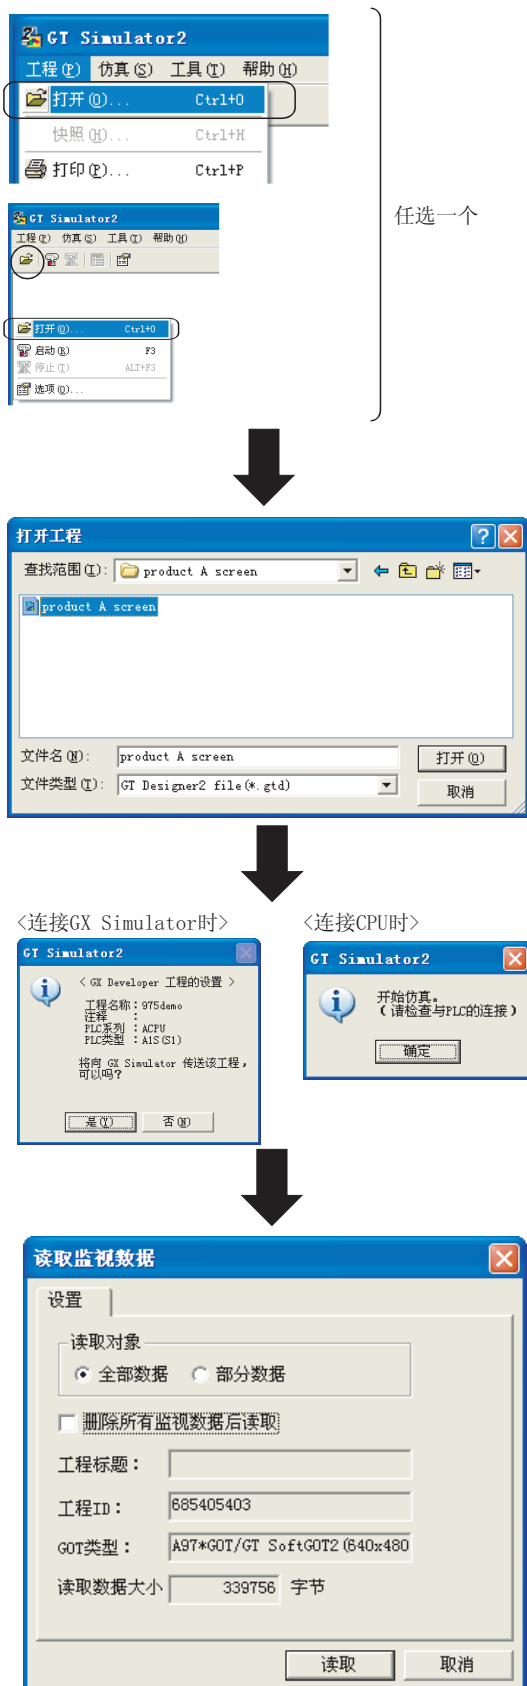 GT Simulator2
工程(P) 仿真(S) 工具(T) 帮助(H)
打开(O)... Ctrl+O
快照(H)... Ctrl+H
打印(P)... Ctrl+P
任选一个
GT Simulator2
工程(P) 仿真(S) 工具(T) 帮助(H)
打开(O)... Ctrl+O
启动(R) F3
停止(T) ALT+F3
选项(O)...
打开工程
查找范围(I): product A screen
product A screen
文件名(N): product A screen 打开(O)
文件类型(T): GT Designer2 file(*.gtd) 取消
<连接GX Simulator时> <连接CPU时>
GT Simulator2
< GX Developer 工程的设置 >
工程名称:975demo
注释 :
PLC系列 :ACPU
PLC类型 :A1S(S1)
将向 GX Simulator 传送该工程,
可以吗?
是(Y) 否(N)
GT Simulator2
开始仿真。
(请检查与PLC的连接)
确定
读取监视数据
设置
读取对象
全部数据 部分数据
删除所有监视数据后读取
工程标题:
工程ID: 685405403
GOT类型: A97*GOT/GT SoftGOT2(640x480
读取数据大小 339756 字节
读取 取消